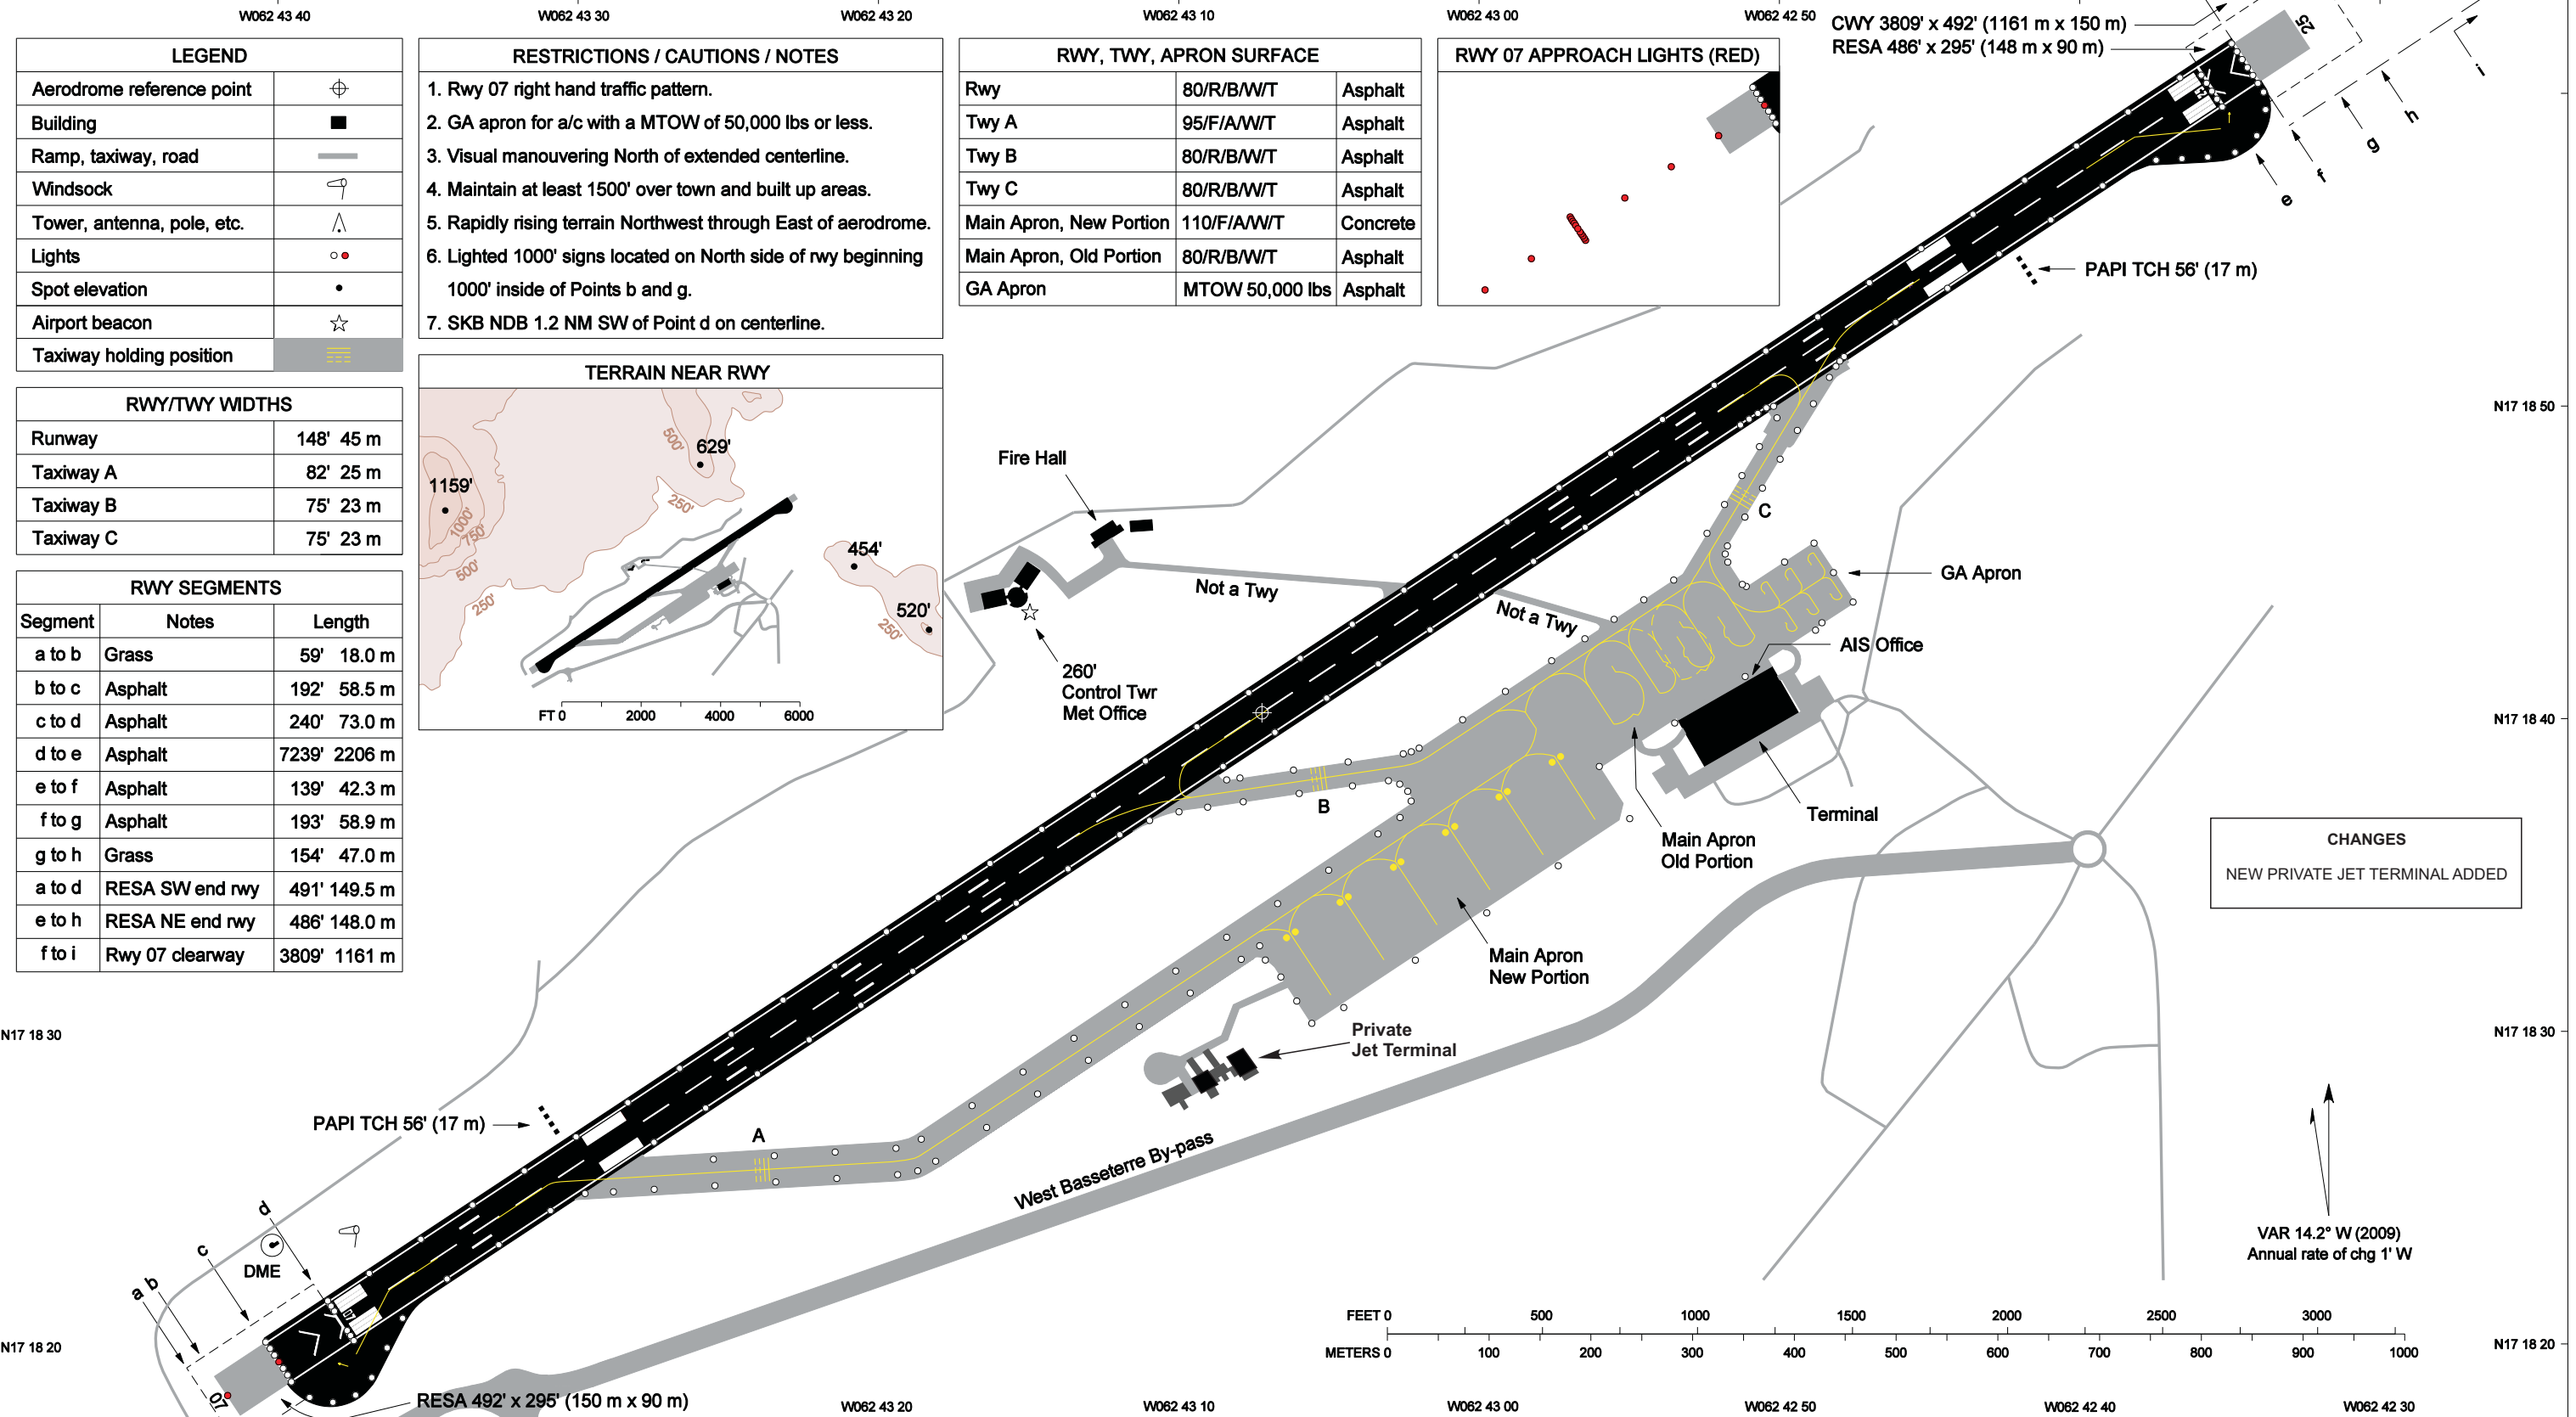 W062 43 40
W062 43 30
W062 43 20
W062 43 10
W062 43 00
W062 42 50
CWY 3809' x 492' (1161 m x 150 m)
RESA 486' x 295' (148 m x 90 m)
25
i
h
g
f
e
25
LEGEND
Aerodrome reference point
Building
Ramp, taxiway, road
Windsock
Tower, antenna, pole, etc.
Lights
Spot elevation
Airport beacon
Taxiway holding position
RESTRICTIONS / CAUTIONS / NOTES
1. Rwy 07 right hand traffic pattern.
2. GA apron for a/c with a MTOW of 50,000 lbs or less.
3. Visual manouvering North of extended centerline.
4. Maintain at least 1500' over town and built up areas.
5. Rapidly rising terrain Northwest through East of aerodrome.
6. Lighted 1000' signs located on North side of rwy beginning
1000' inside of Points b and g.
7. SKB NDB 1.2 NM SW of Point d on centerline.
RWY, TWY, APRON SURFACE
Rwy 80/R/B/W/T Asphalt
Twy A 95/F/A/W/T Asphalt
Twy B 80/R/B/W/T Asphalt
Twy C 80/R/B/W/T Asphalt
Main Apron, New Portion 110/F/A/W/T Concrete
Main Apron, Old Portion 80/R/B/W/T Asphalt
GA Apron MTOW 50,000 lbs Asphalt
RWY 07 APPROACH LIGHTS (RED)
PAPI TCH 56' (17 m)
RWY/TWY WIDTHS
Runway 148' 45 m
Taxiway A 82' 25 m
Taxiway B 75' 23 m
Taxiway C 75' 23 m
RWY SEGMENTS
Segment Notes Length
a to b Grass 59' 18.0 m
b to c Asphalt 192' 58.5 m
c to d Asphalt 240' 73.0 m
d to e Asphalt 7239' 2206 m
e to f Asphalt 139' 42.3 m
f to g Asphalt 193' 58.9 m
g to h Grass 154' 47.0 m
a to d RESA SW end rwy 491' 149.5 m
e to h RESA NE end rwy 486' 148.0 m
f to i Rwy 07 clearway 3809' 1161 m
TERRAIN NEAR RWY
500'
629'
1159'
250'
1000'
750'
500'
250'
454'
520'
250'
FT 0 2000 4000 6000
N17 18 50
Fire Hall
C
Not a Twy
Not a Twy
GA Apron
AIS Office
260'
Control Twr
Met Office
N17 18 40
B
Terminal
Main Apron
Old Portion
CHANGES
NEW PRIVATE JET TERMINAL ADDED
Main Apron
New Portion
N17 18 30
N17 18 30
Private
Jet Terminal
PAPI TCH 56' (17 m)
A
West Basseterre By-pass
d
c
DME
b
a
07
07
VAR 14.2° W (2009)
Annual rate of chg 1' W
FEET 0 500 1000 1500 2000 2500 3000
METERS 0 100 200 300 400 500 600 700 800 900 1000
N17 18 20
N17 18 20
RESA 492' x 295' (150 m x 90 m)
W062 43 20
W062 43 10
W062 43 00
W062 42 50
W062 42 40
W062 42 30